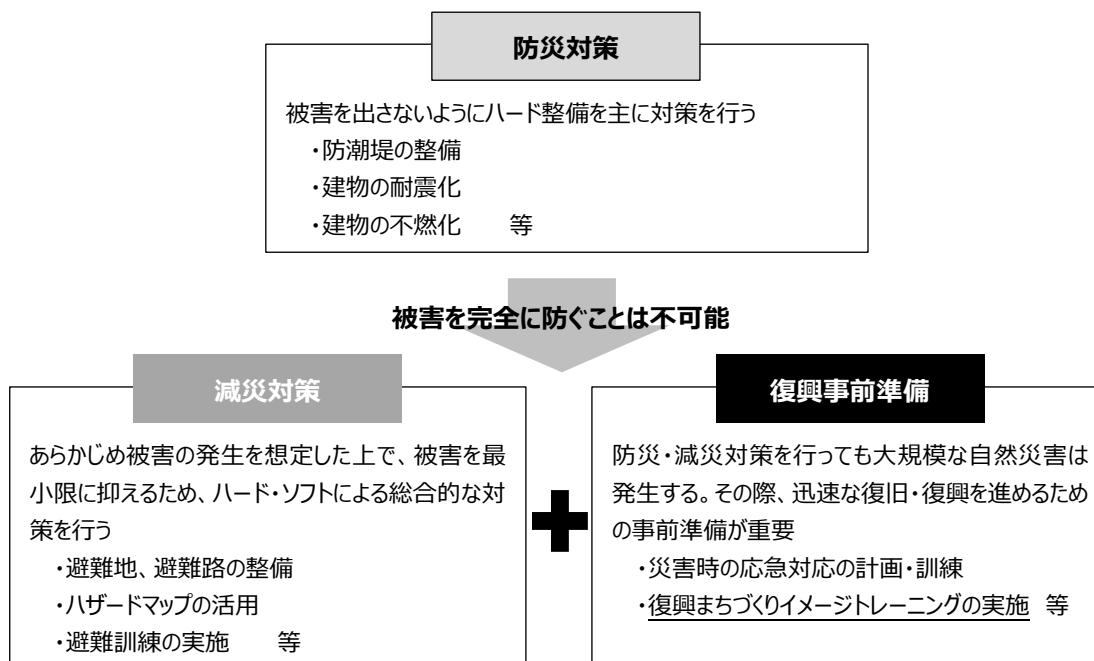 防災対策
被害を出さないようにハード整備を主に対策を行う
・防潮堤の整備
・建物の耐震化
・建物の不燃化　　等
被害を完全に防ぐことは不可能
減災対策
あらかじめ被害の発生を想定した上で、被害を最
小限に抑えるため、ハード・ソフトによる総合的な対
策を行う
・避難地、避難路の整備
・ハザードマップの活用
・避難訓練の実施　　等
復興事前準備
防災・減災対策を行っても大規模な自然災害は
発生する。その際、迅速な復旧・復興を進めるため
の事前準備が重要
・災害時の応急対応の計画・訓練
・復興まちづくりイメージトレーニングの実施　等